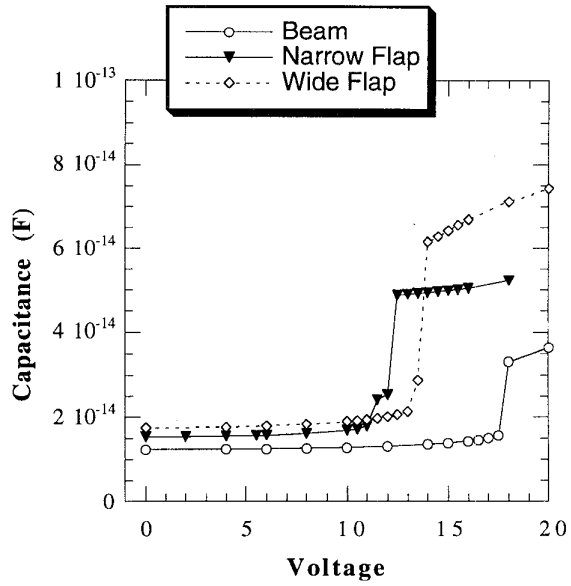 Beam
Narrow Flap
Wide Flap
1 10-13
8 10-14
6 10-14
4 10-14
2 10-14
0
Capacitance (F)
0 5 10 15 20
Voltage